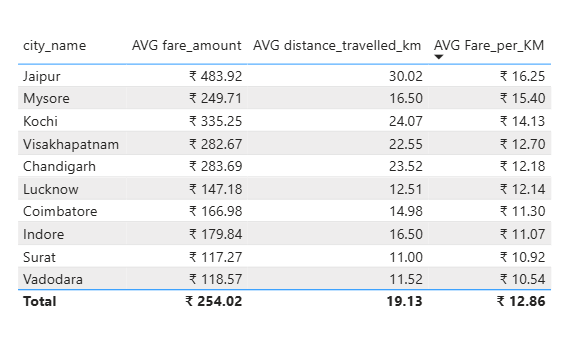 city_name AVG fare_amount AVG distance_travelled_km AVG Fare_per_KM
Jaipur ₹ 483.92 30.02 ₹ 16.25
Mysore ₹ 249.71 16.50 ₹ 15.40
Kochi ₹ 335.25 24.07 ₹ 14.13
Visakhapatnam ₹ 282.67 22.55 ₹ 12.70
Chandigarh ₹ 283.69 23.52 ₹ 12.18
Lucknow ₹ 147.18 12.51 ₹ 12.14
Coimbatore ₹ 166.98 14.98 ₹ 11.30
Indore ₹ 179.84 16.50 ₹ 11.07
Surat ₹ 117.27 11.00 ₹ 10.92
Vadodara ₹ 118.57 11.52 ₹ 10.54
Total ₹ 254.02 19.13 ₹ 12.86